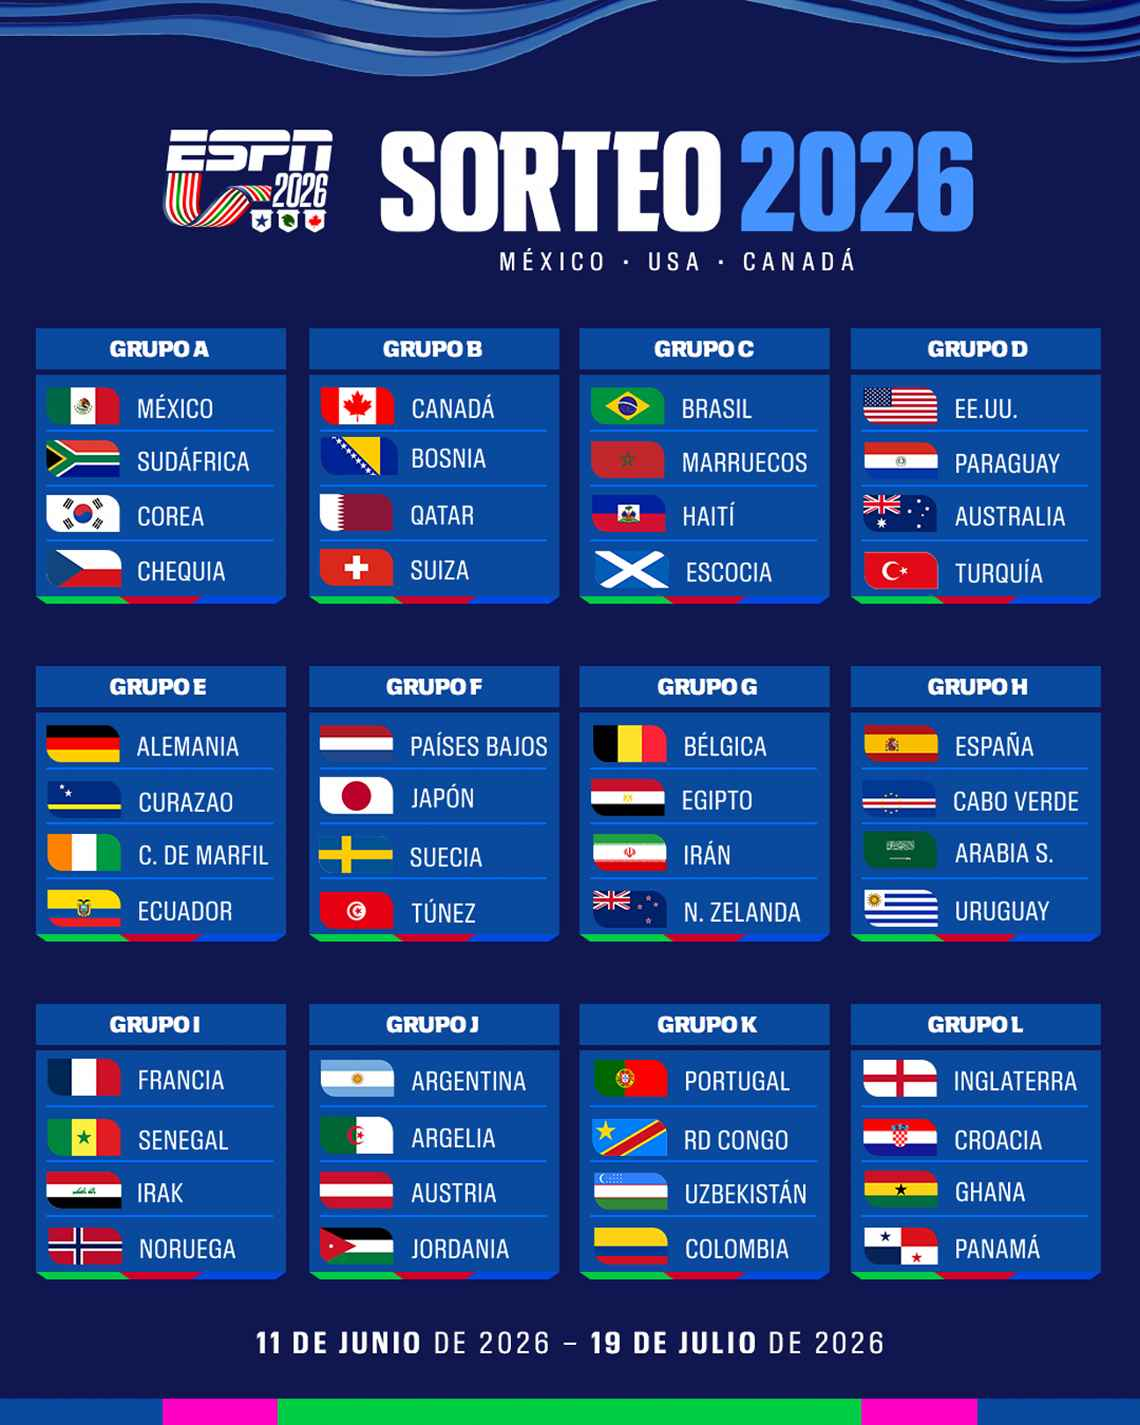 ESPN
2026
SORTEO 2026
MÉXICO · USA · CANADÁ
GRUPO A
MÉXICO
SUDÁFRICA
COREA
CHEQUIA
GRUPO B
CANADÁ
BOSNIA
QATAR
SUIZA
GRUPO C
BRASIL
MARRUECOS
HAITÍ
ESCOCIA
GRUPO D
EE.UU.
PARAGUAY
AUSTRALIA
TURQUÍA
GRUPO E
ALEMANIA
CURAZAO
C. DE MARFIL
ECUADOR
GRUPO F
PAÍSES BAJOS
JAPÓN
SUECIA
TÚNEZ
GRUPO G
BÉLGICA
EGIPTO
IRÁN
N. ZELANDA
GRUPO H
ESPAÑA
CABO VERDE
ARABIA S.
URUGUAY
GRUPO I
FRANCIA
SENEGAL
IRAK
NORUEGA
GRUPO J
ARGENTINA
ARGELIA
AUSTRIA
JORDANIA
GRUPO K
PORTUGAL
RD CONGO
UZBEKISTÁN
COLOMBIA
GRUPO L
INGLATERRA
CROACIA
GHANA
PANAMÁ
11 DE JUNIO DE 2026 – 19 DE JULIO DE 2026